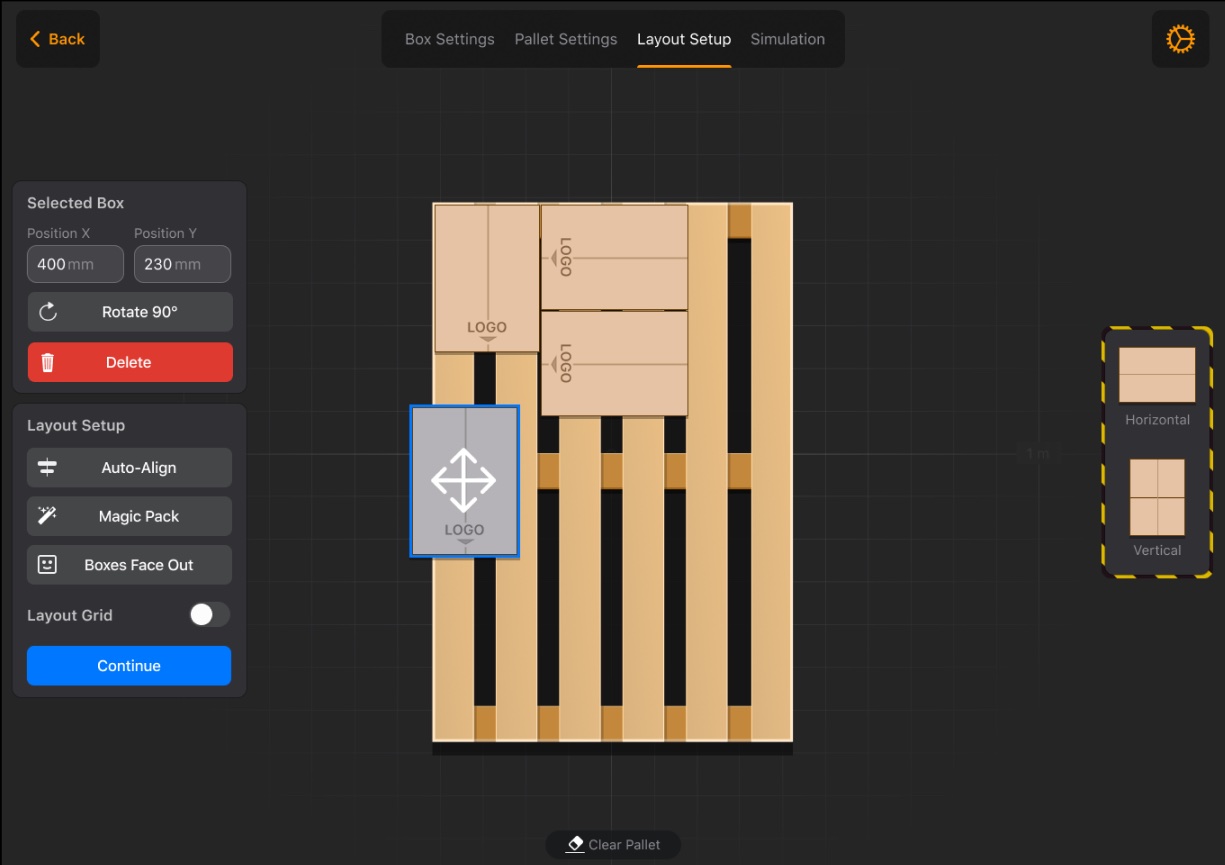 Back
Box Settings
Pallet Settings
Layout Setup
Simulation
Selected Box
Position X
Position Y
400 mm
230 mm
Rotate 90°
Delete
Layout Setup
Auto-Align
Magic Pack
Boxes Face Out
Layout Grid
Continue
LOGO
LOGO
LOGO
LOGO
1 m
Horizontal
Vertical
Clear Pallet